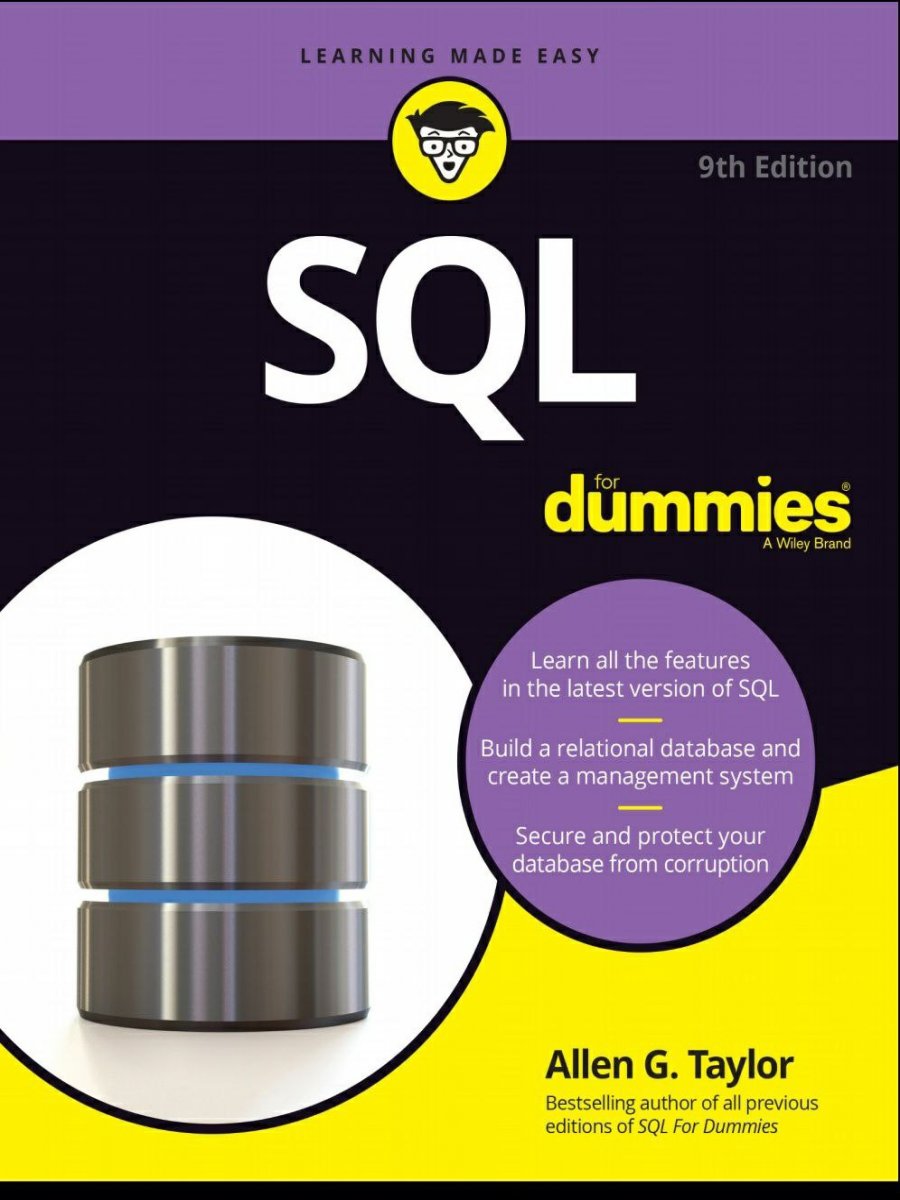 LEARNING MADE EASY
9th Edition
SQL
for
dummies®
A Wiley Brand
Learn all the features
in the latest version of SQL
Build a relational database and
create a management system
Secure and protect your
database from corruption
Allen G. Taylor
Bestselling author of all previous
editions of SQL For Dummies